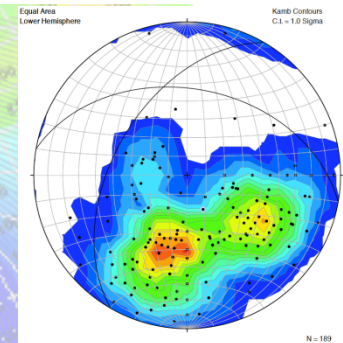 Equal Area
Lower Hemisphere
Kamb Contours
C.I. = 1.0 Sigma
N = 189